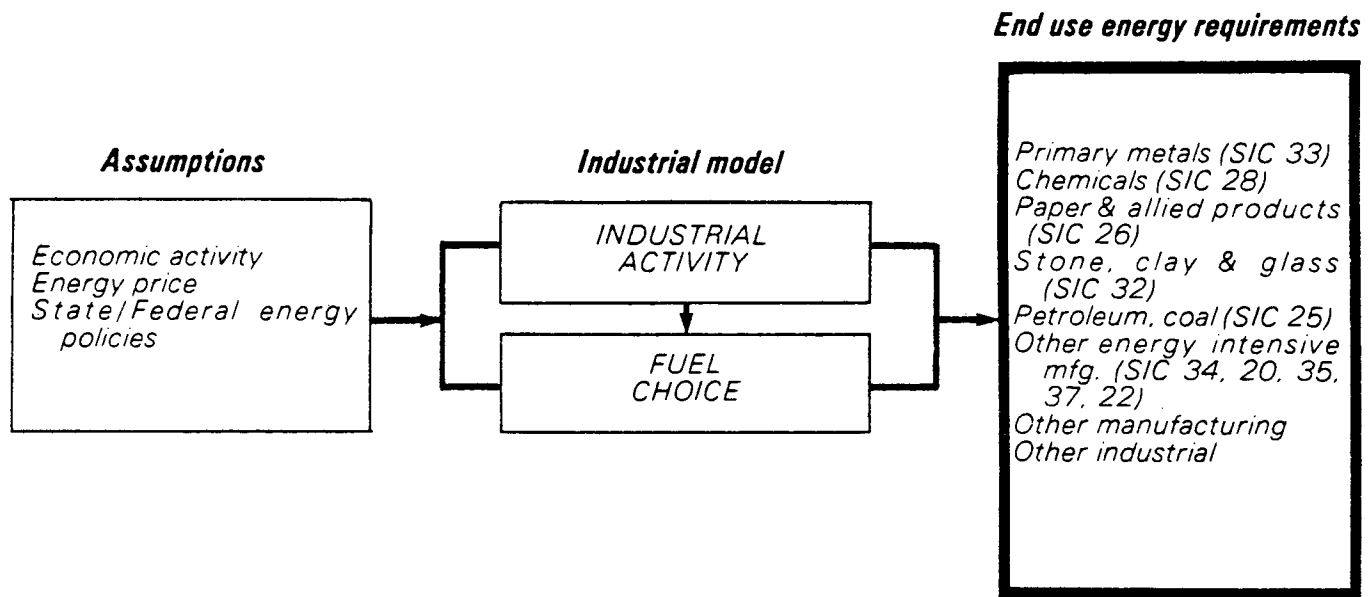 End use energy requirements
Assumptions
Economic activity
Energy price
State/Federal energy
policies
Industrial model
INDUSTRIAL
ACTIVITY
FUEL
CHOICE
Primary metals (SIC 33)
Chemicals (SIC 28)
Paper & allied products
(SIC 26)
Stone, clay & glass
(SIC 32)
Petroleum, coal (SIC 25)
Other energy intensive
mfg. (SIC 34, 20, 35,
37, 22)
Other manufacturing
Other industrial